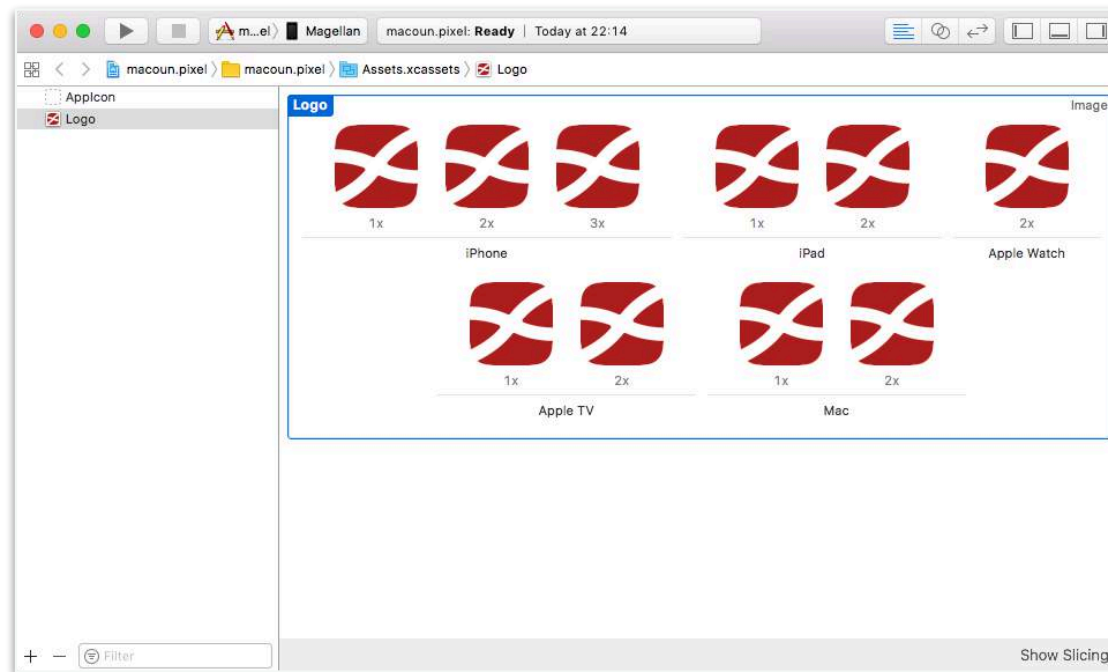 m...el Magellan macoun.pixel: Ready | Today at 22:14
macoun.pixel macoun.pixel Assets.xcassets Logo
AppIcon
Logo
Logo Image
1x 2x 3x 1x 2x 2x
iPhone iPad Apple Watch
1x 2x 1x 2x
Apple TV Mac
Filter Show Slicing